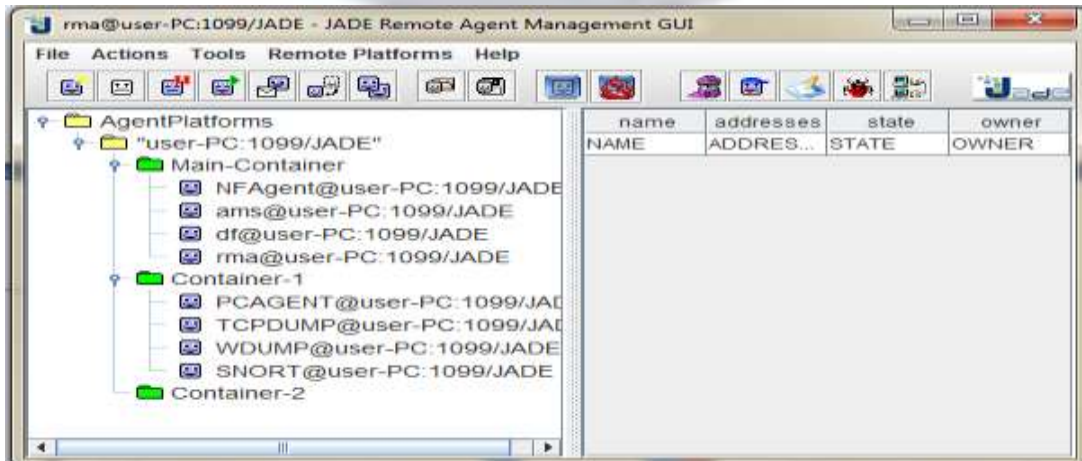 rma@user-PC:1099/JADE - JADE Remote Agent Management GUI
File Actions Tools Remote Platforms Help
Jade
AgentPlatforms
"user-PC:1099/JADE"
Main-Container
NFAgent@user-PC:1099/JADE
ams@user-PC:1099/JADE
df@user-PC:1099/JADE
rma@user-PC:1099/JADE
Container-1
PCAGENT@user-PC:1099/JAD
TCPDUMP@user-PC:1099/JAD
WDUMP@user-PC:1099/JADE
SNORT@user-PC:1099/JADE
Container-2
name addresses state owner
NAME ADDRES... STATE OWNER